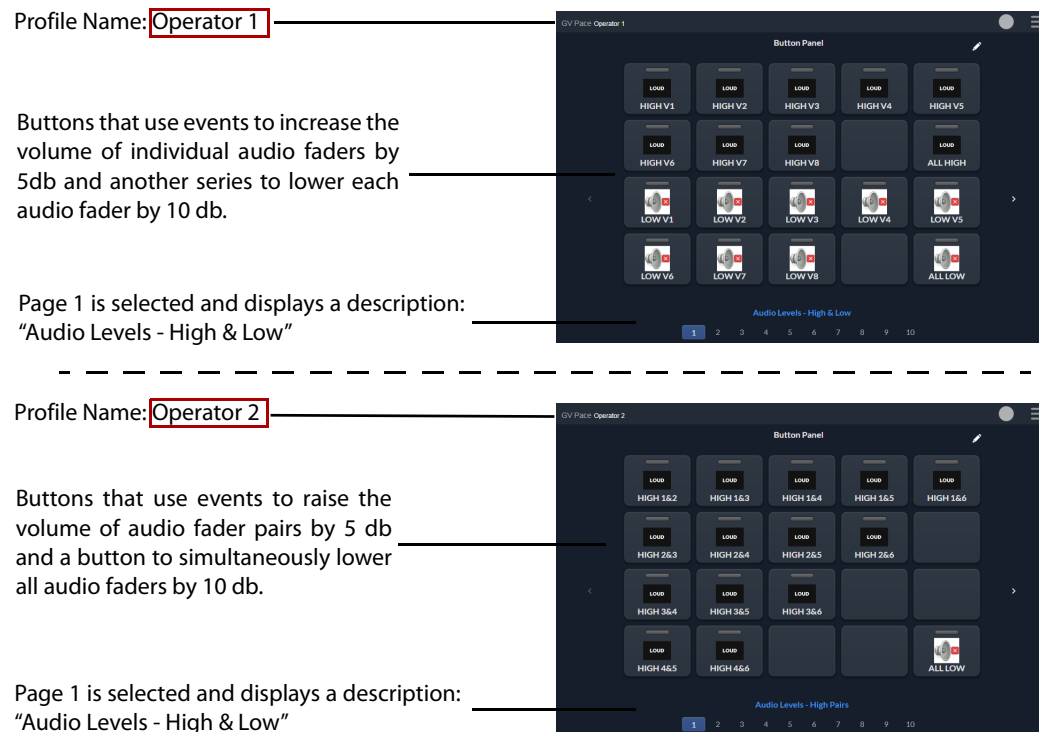 Profile Name: Operator 1
GV Pace Operator 1
Button Panel
LOUD LOUD LOUD LOUD LOUD
HIGH V1 HIGH V2 HIGH V3 HIGH V4 HIGH V5
Buttons that use events to increase the
volume of individual audio faders by
5db and another series to lower each
audio fader by 10 db.
LOUD LOUD LOUD LOUD
HIGH V6 HIGH V7 HIGH V8 ALL HIGH
LOW V1 LOW V2 LOW V3 LOW V4 LOW V5
LOW V6 LOW V7 LOW V8 ALL LOW
Page 1 is selected and displays a description:
“Audio Levels - High & Low”
Audio Levels - High & Low
1 2 3 4 5 6 7 8 9 10
Profile Name: Operator 2
GV Pace Operator 2
Button Panel
LOUD LOUD LOUD LOUD LOUD
HIGH 1&2 HIGH 1&3 HIGH 1&4 HIGH 1&5 HIGH 1&6
Buttons that use events to raise the
volume of audio fader pairs by 5 db
and a button to simultaneously lower
all audio faders by 10 db.
LOUD LOUD LOUD LOUD
HIGH 2&3 HIGH 2&4 HIGH 2&5 HIGH 2&6
LOUD LOUD LOUD
HIGH 3&4 HIGH 3&5 HIGH 3&6
LOUD LOUD
HIGH 4&5 HIGH 4&6 ALL LOW
Page 1 is selected and displays a description:
“Audio Levels - High & Low”
Audio Levels - High Pairs
1 2 3 4 5 6 7 8 9 10